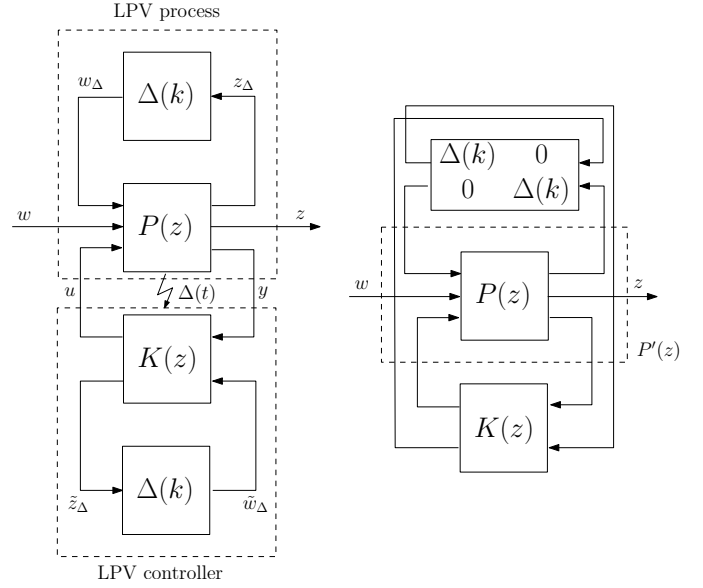 LPV process
w_Δ
Δ(k)
z_Δ
w
P(z)
z
u
Δ(t)
y
K(z)
z̃_Δ
Δ(k)
w̃_Δ
LPV controller
Δ(k) 0
0 Δ(k)
w
P(z)
z
P′(z)
K(z)